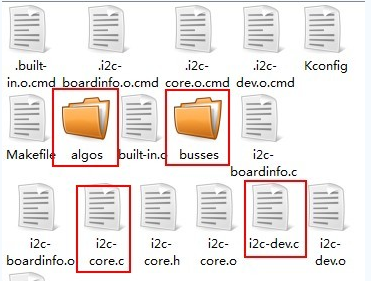 .built-
in.o.cmd
.i2c-
boardinfo.o.cmd
.i2c-
core.o.cmd
.i2c-
dev.o.cmd
Kconfig
Makefile
algos
built-in.o
busses
i2c-
boardinfo.c
i2c-
boardinfo.o
i2c-
core.c
i2c-
core.h
i2c-
core.o
i2c-dev.c
i2c-
dev.o